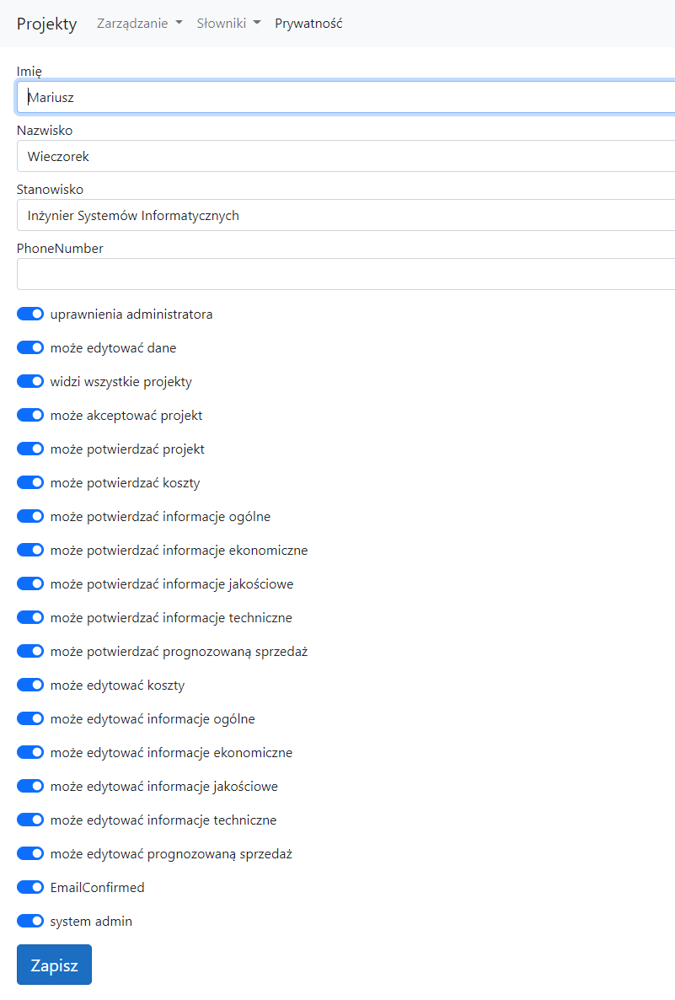 Projekty Zarządzanie Słowniki Prywatność
Imię
Mariusz
Nazwisko
Wieczorek
Stanowisko
Inżynier Systemów Informatycznych
PhoneNumber
uprawnienia administratora
może edytować dane
widzi wszystkie projekty
może akceptować projekt
może potwierdzać projekt
może potwierdzać koszty
może potwierdzać informacje ogólne
może potwierdzać informacje ekonomiczne
może potwierdzać informacje jakościowe
może potwierdzać informacje techniczne
może potwierdzać prognozowaną sprzedaż
może edytować koszty
może edytować informacje ogólne
może edytować informacje ekonomiczne
może edytować informacje jakościowe
może edytować informacje techniczne
może edytować prognozowaną sprzedaż
EmailConfirmed
system admin
Zapisz